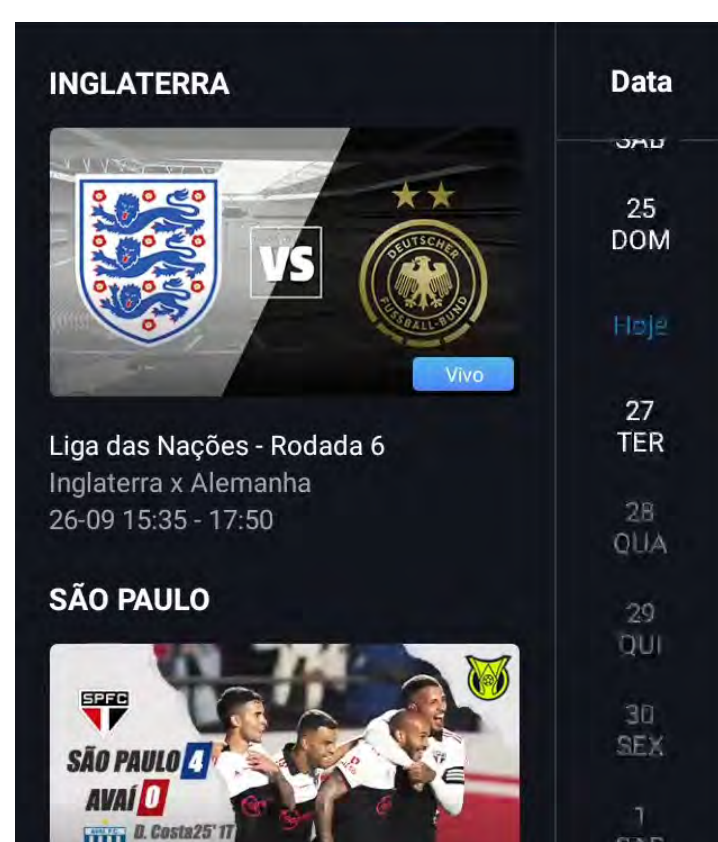 INGLATERRA
VS
DEUTSCHER
FUSSBALL-BUND
Vivo
Liga das Nações - Rodada 6
Inglaterra x Alemanha
26-09 15:35 - 17:50
SÃO PAULO
SPFC
SÃO PAULO 4
AVAÍ 0
D. Costa25' 1T
Data
25
DOM
Hoje
27
TER
28
QUA
29
QUI
30
SEX
1